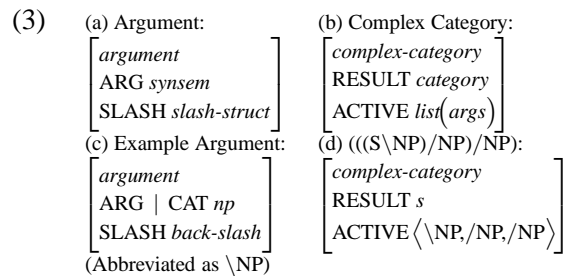 (3)
(a) Argument:
[argument
ARG synsem
SLASH slash-struct]
(b) Complex Category:
[complex-category
RESULT category
ACTIVE list(args)]
(c) Example Argument:
[argument
ARG | CAT np
SLASH back-slash]
(Abbreviated as \NP)
(d) (((S\NP)/NP)/NP):
[complex-category
RESULT s
ACTIVE ⟨\NP,/NP,/NP⟩]